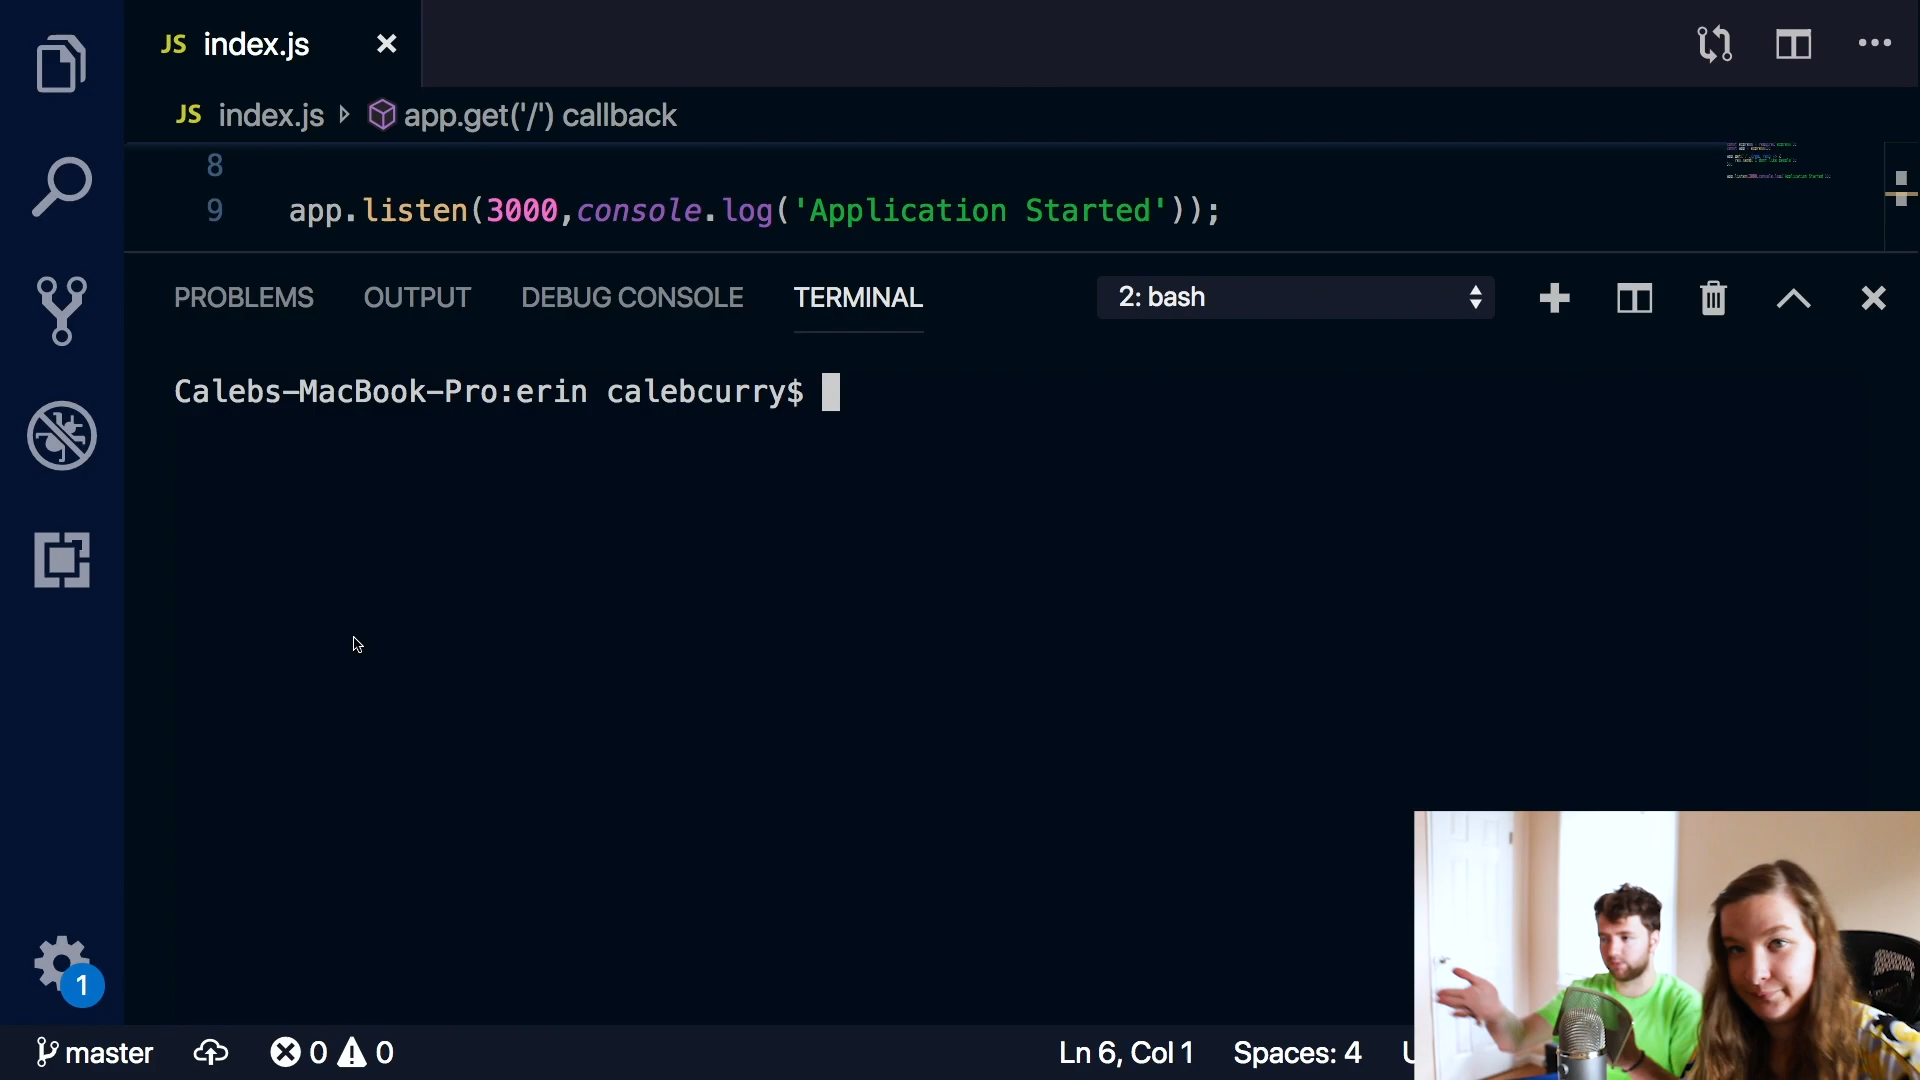 JS index.js
JS index.js app.get('/') callback
8
9 app.listen(3000,console.log('Application Started'));
PROBLEMS OUTPUT DEBUG CONSOLE TERMINAL 2: bash
Calebs-MacBook-Pro:erin calebcurry$
1
master 0 0 Ln 6, Col 1 Spaces: 4